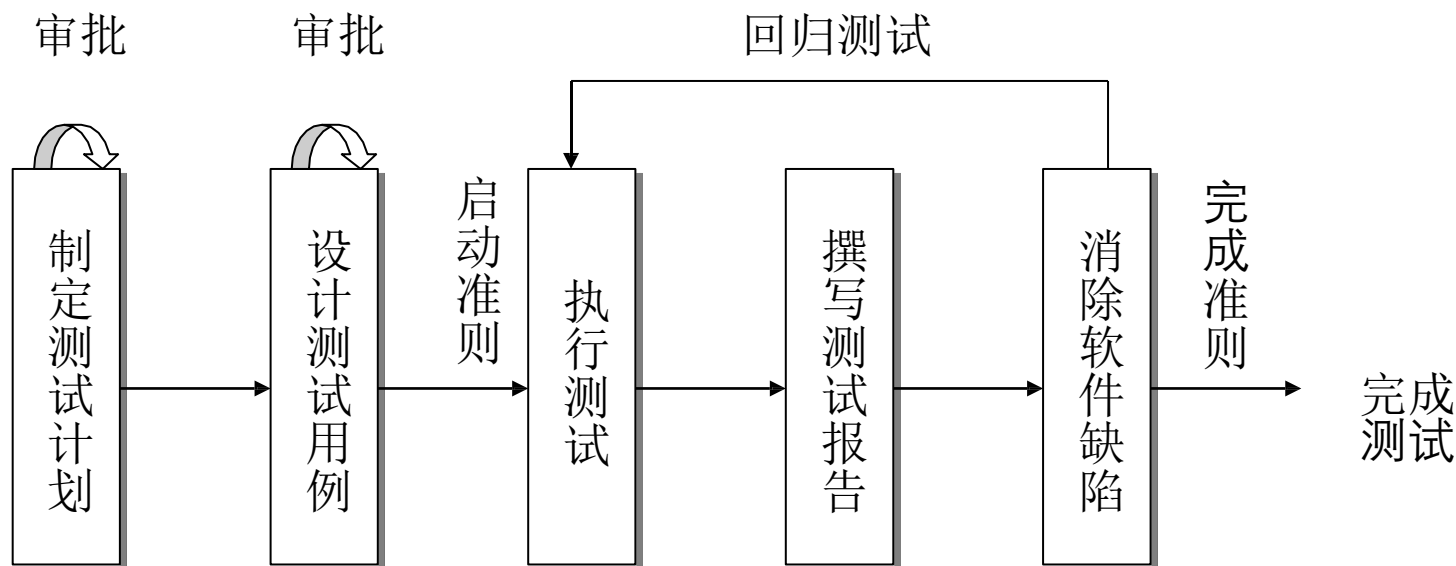 审批
审批
回归测试
制定测试计划
设计测试用例
启动准则
执行测试
撰写测试报告
消除软件缺陷
完成准则
完成
测试